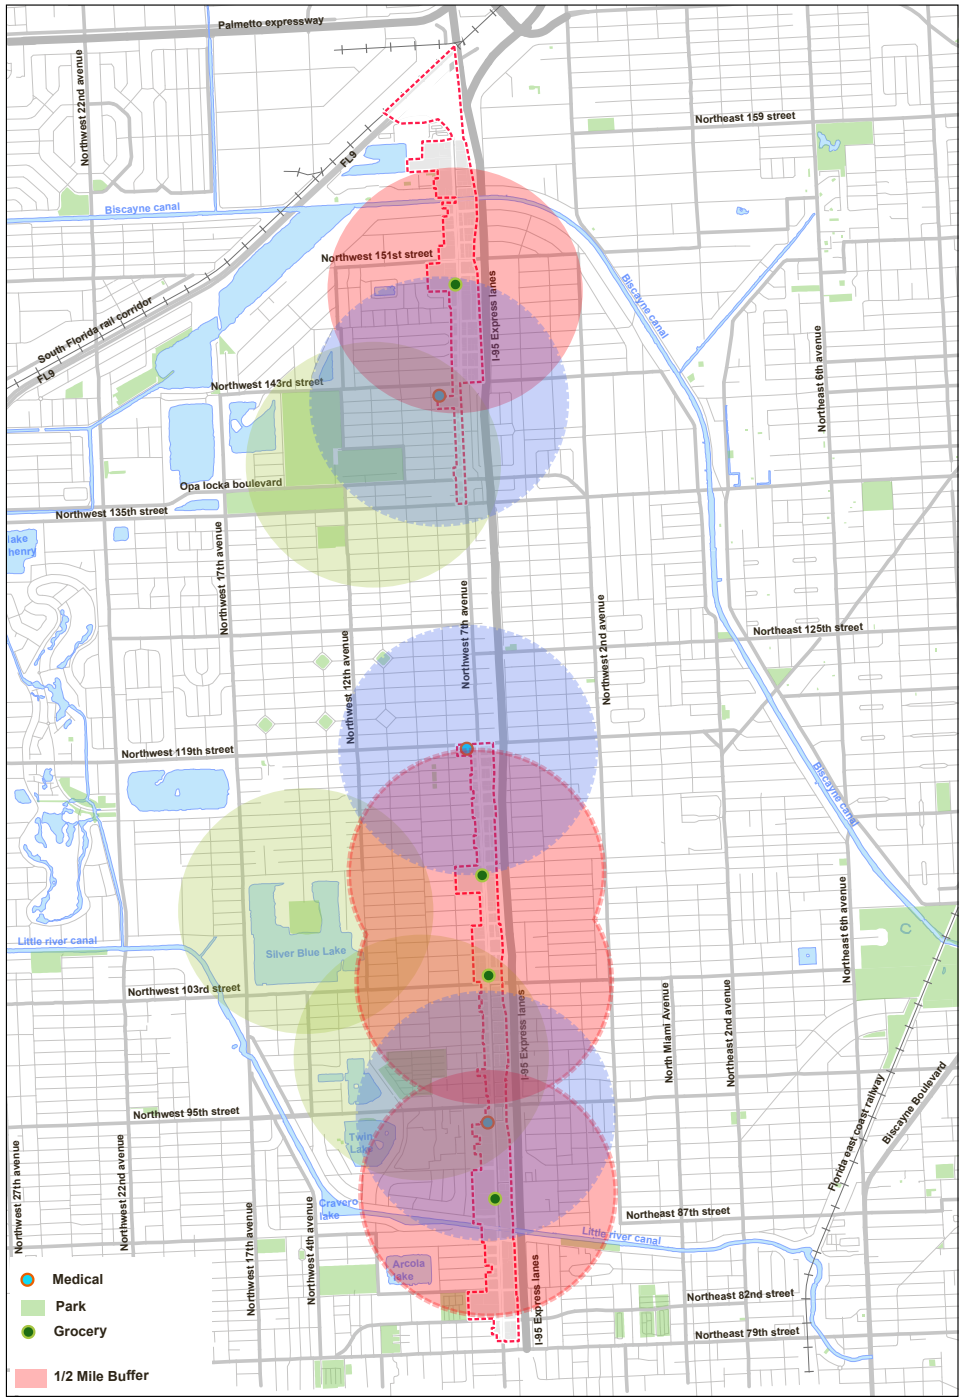 Palmetto expressway
Northwest 22nd avenue
Northeast 159 street
FL9
Biscayne canal
Northwest 151st street
I-95 Express lanes
Biscayne canal
South Florida rail corridor
FL9
Northeast 6th avenue
Northwest 143rd street
Opa locka boulevard
Northwest 135th street
lake
henry
Northwest 17th avenue
Northwest 7th avenue
Northwest 2nd avenue
Northeast 125th street
Northwest 12th avenue
Northwest 119th street
Biscayne canal
Northeast 6th avenue
Little river canal
Silver Blue Lake
Northwest 103rd street
I-95 Express lanes
North Miami Avenue
Northeast 2nd avenue
Florida east coast railway
Biscayne Boulevard
Northwest 95th street
Twin
Lake
Northwest 27th avenue
Northwest 22nd avenue
Northwest 17th avenue
Northwest 4th avenue
Cravero
lake
Northeast 87th street
Little river canal
Arcola
lake
I-95 Express lanes
Northeast 82nd street
Northeast 79th street
Medical
Park
Grocery
1/2 Mile Buffer